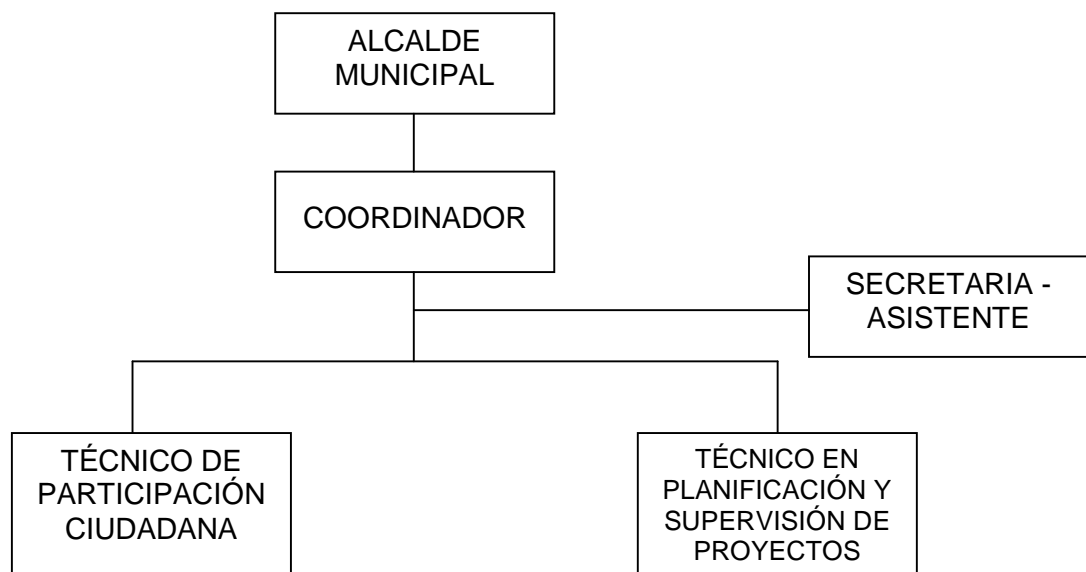 ALCALDE
MUNICIPAL
COORDINADOR
SECRETARIA -
ASISTENTE
TÉCNICO DE
PARTICIPACIÓN
CIUDADANA
TÉCNICO EN
PLANIFICACIÓN Y
SUPERVISIÓN DE
PROYECTOS